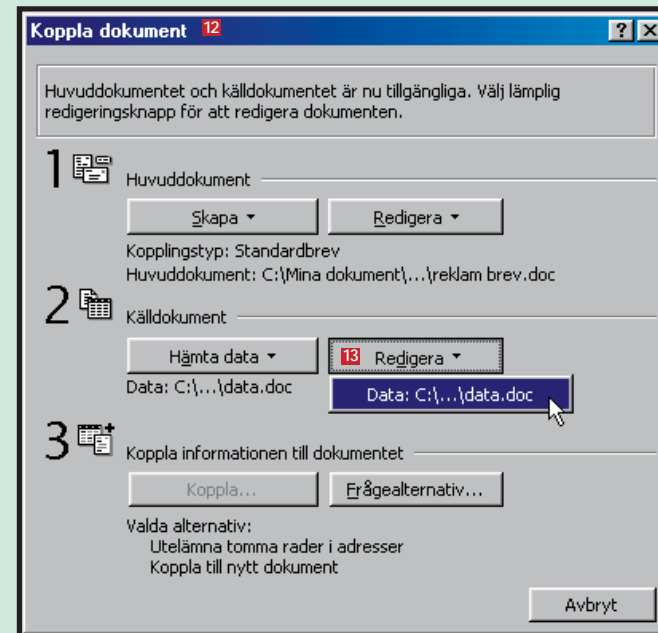 Koppla dokument 12
Huvuddokumentet och källdokumentet är nu tillgängliga. Välj lämplig
redigeringsknapp för att redigera dokumenten.
1 Huvuddokument
Skapa Redigera
Kopplingstyp: Standardbrev
Huvuddokument: C:\Mina dokument\...\reklam brev.doc
2 Källdokument
Hämta data 13 Redigera
Data: C:\...\data.doc Data: C:\...\data.doc
3 Koppla informationen till dokumentet
Koppla... Frågealternativ...
Valda alternativ:
Utelämna tomma rader i adresser
Koppla till nytt dokument
Avbryt